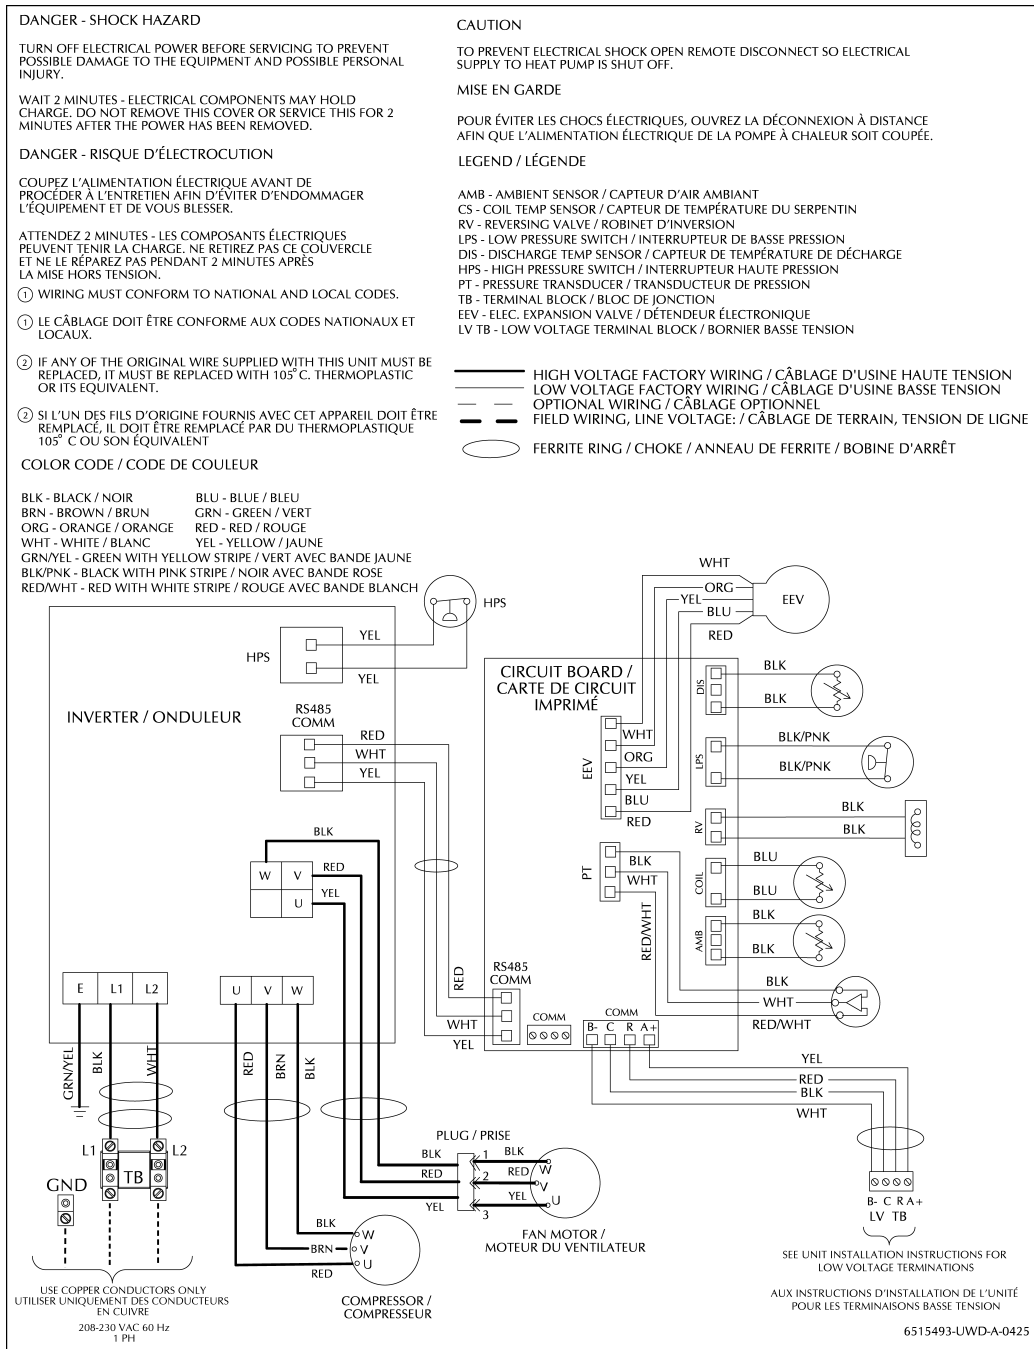 DANGER - SHOCK HAZARD
TURN OFF ELECTRICAL POWER BEFORE SERVICING TO PREVENT
POSSIBLE DAMAGE TO THE EQUIPMENT AND POSSIBLE PERSONAL
INJURY.
WAIT 2 MINUTES - ELECTRICAL COMPONENTS MAY HOLD
CHARGE. DO NOT REMOVE THIS COVER OR SERVICE THIS FOR 2
MINUTES AFTER THE POWER HAS BEEN REMOVED.
DANGER - RISQUE D'ÉLECTROCUTION
COUPEZ L'ALIMENTATION ÉLECTRIQUE AVANT DE
PROCÉDER À L'ENTRETIEN AFIN D'ÉVITER D'ENDOMMAGER
L'ÉQUIPEMENT ET DE VOUS BLESSER.
ATTENDEZ 2 MINUTES - LES COMPOSANTS ÉLECTRIQUES
PEUVENT TENIR LA CHARGE. NE RETIREZ PAS CE COUVERCLE
ET NE LE RÉPAREZ PAS PENDANT 2 MINUTES APRÈS
LA MISE HORS TENSION.
1 WIRING MUST CONFORM TO NATIONAL AND LOCAL CODES.
1 LE CÂBLAGE DOIT ÊTRE CONFORME AUX CODES NATIONAUX ET
LOCAUX.
2 IF ANY OF THE ORIGINAL WIRE SUPPLIED WITH THIS UNIT MUST BE
REPLACED, IT MUST BE REPLACED WITH 105° C. THERMOPLASTIC
OR ITS EQUIVALENT.
2 SI L'UN DES FILS D'ORIGINE FOURNIS AVEC CET APPAREIL DOIT ÊTRE
REMPLACÉ, IL DOIT ÊTRE REMPLACÉ PAR DU THERMOPLASTIQUE
105° C OU SON ÉQUIVALENT
COLOR CODE / CODE DE COULEUR
BLK - BLACK / NOIR BLU - BLUE / BLEU
BRN - BROWN / BRUN GRN - GREEN / VERT
ORG - ORANGE / ORANGE RED - RED / ROUGE
WHT - WHITE / BLANC YEL - YELLOW / JAUNE
GRN/YEL - GREEN WITH YELLOW STRIPE / VERT AVEC BANDE JAUNE
BLK/PNK - BLACK WITH PINK STRIPE / NOIR AVEC BANDE ROSE
RED/WHT - RED WITH WHITE STRIPE / ROUGE AVEC BANDE BLANCH
CAUTION
TO PREVENT ELECTRICAL SHOCK OPEN REMOTE DISCONNECT SO ELECTRICAL
SUPPLY TO HEAT PUMP IS SHUT OFF.
MISE EN GARDE
POUR ÉVITER LES CHOCS ÉLECTRIQUES, OUVREZ LA DÉCONNEXION À DISTANCE
AFIN QUE L'ALIMENTATION ÉLECTRIQUE DE LA POMPE À CHALEUR SOIT COUPÉE.
LEGEND / LÉGENDE
AMB - AMBIENT SENSOR / CAPTEUR D'AIR AMBIANT
CS - COIL TEMP SENSOR / CAPTEUR DE TEMPÉRATURE DU SERPENTIN
RV - REVERSING VALVE / ROBINET D'INVERSION
LPS - LOW PRESSURE SWITCH / INTERRUPTEUR DE BASSE PRESSION
DIS - DISCHARGE TEMP SENSOR / CAPTEUR DE TEMPÉRATURE DE DÉCHARGE
HPS - HIGH PRESSURE SWITCH / INTERRUPTEUR HAUTE PRESSION
PT - PRESSURE TRANSDUCER / TRANSDUCTEUR DE PRESSION
TB - TERMINAL BLOCK / BLOC DE JONCTION
EEV - ELEC. EXPANSION VALVE / DÉTENDEUR ÉLECTRONIQUE
LV TB - LOW VOLTAGE TERMINAL BLOCK / BORNIER BASSE TENSION
HIGH VOLTAGE FACTORY WIRING / CÂBLAGE D'USINE HAUTE TENSION
LOW VOLTAGE FACTORY WIRING / CÂBLAGE D'USINE BASSE TENSION
OPTIONAL WIRING / CÂBLAGE OPTIONNEL
FIELD WIRING, LINE VOLTAGE: / CÂBLAGE DE TERRAIN, TENSION DE LIGNE
FERRITE RING / CHOKE / ANNEAU DE FERRITE / BOBINE D'ARRÊT
INVERTER / ONDULEUR
HPS
YEL
YEL
HPS
RS485
COMM
RED
WHT
YEL
BLK
W V RED
U YEL
E L1 L2
U V W
GRN/YEL
BLK
WHT
RED
BRN
BLK
L1
L2
TB
GND
USE COPPER CONDUCTORS ONLY
UTILISER UNIQUEMENT DES CONDUCTEURS
EN CUIVRE
208-230 VAC 60 Hz
1 PH
BLK
BRN
RED
W
V
U
COMPRESSOR /
COMPRESSEUR
PLUG / PRISE
BLK 1 BLK
RED 2 RED
YEL 3 YEL
W
V
U
FAN MOTOR /
MOTEUR DU VENTILATEUR
WHT
ORG
YEL
BLU
RED
EEV
CIRCUIT BOARD /
CARTE DE CIRCUIT
IMPRIMÉ
EEV
WHT
ORG
YEL
BLU
RED
PT
BLK
WHT
RED/WHT
DIS
BLK
BLK
LPS
BLK/PNK
BLK/PNK
RV
BLK
BLK
COIL
BLU
BLU
AMB
BLK
BLK
BLK
WHT
RED/WHT
RS485
COMM
RED
WHT
YEL
COMM
COMM
B- C R A+
YEL
RED
BLK
WHT
B- C R A+
LV TB
SEE UNIT INSTALLATION INSTRUCTIONS FOR
LOW VOLTAGE TERMINATIONS
AUX INSTRUCTIONS D'INSTALLATION DE L'UNITÉ
POUR LES TERMINAISONS BASSE TENSION
6515493-UWD-A-0425